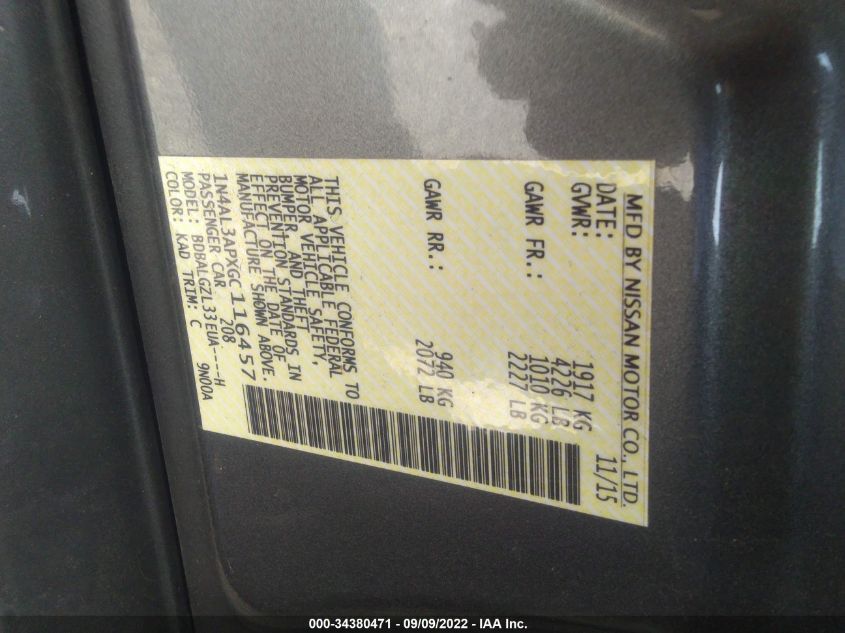 MFD BY NISSAN MOTOR CO., LTD.
DATE: 11/15
GVWR: 1917 KG
4226 LB
GAWR FR.: 1010 KG
2227 LB
GAWR RR.: 940 KG
2072 LB
THIS VEHICLE CONFORMS TO
ALL APPLICABLE FEDERAL
MOTOR VEHICLE SAFETY,
BUMPER, AND THEFT
PREVENTION STANDARDS IN
EFFECT ON THE DATE OF
MANUFACTURE SHOWN ABOVE.
1N4AL3APXGC116457
PASSENGER CAR 208
MODEL: BDBALGZL33EUA----H
COLOR: KAD TRIM: C 9N00A
000-34380471 - 09/09/2022 - IAA Inc.